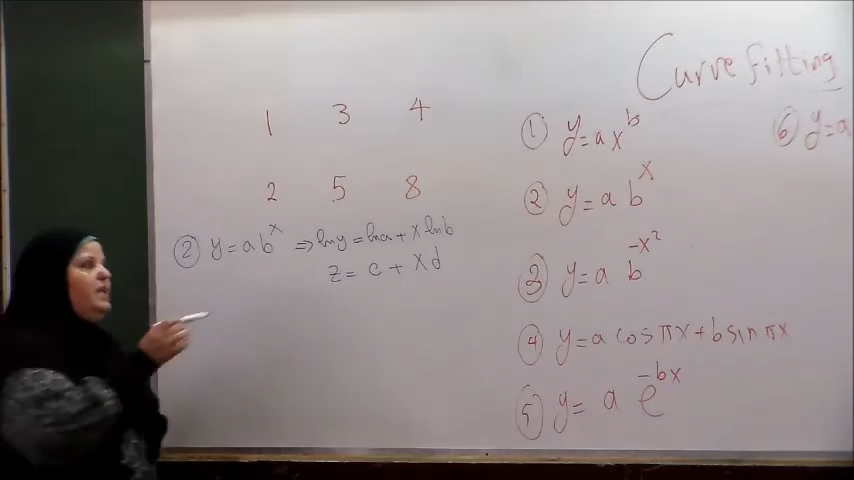 Curve fitting
1 3 4
2 5 8
② y = a b^x ⇒ ln y = ln a + x ln b
z = c + x d
① y = a x^b
② y = a b^x
③ y = a b^-x²
④ y = a cos πx + b sin πx
⑤ y = a e^-bx
⑥ y = a